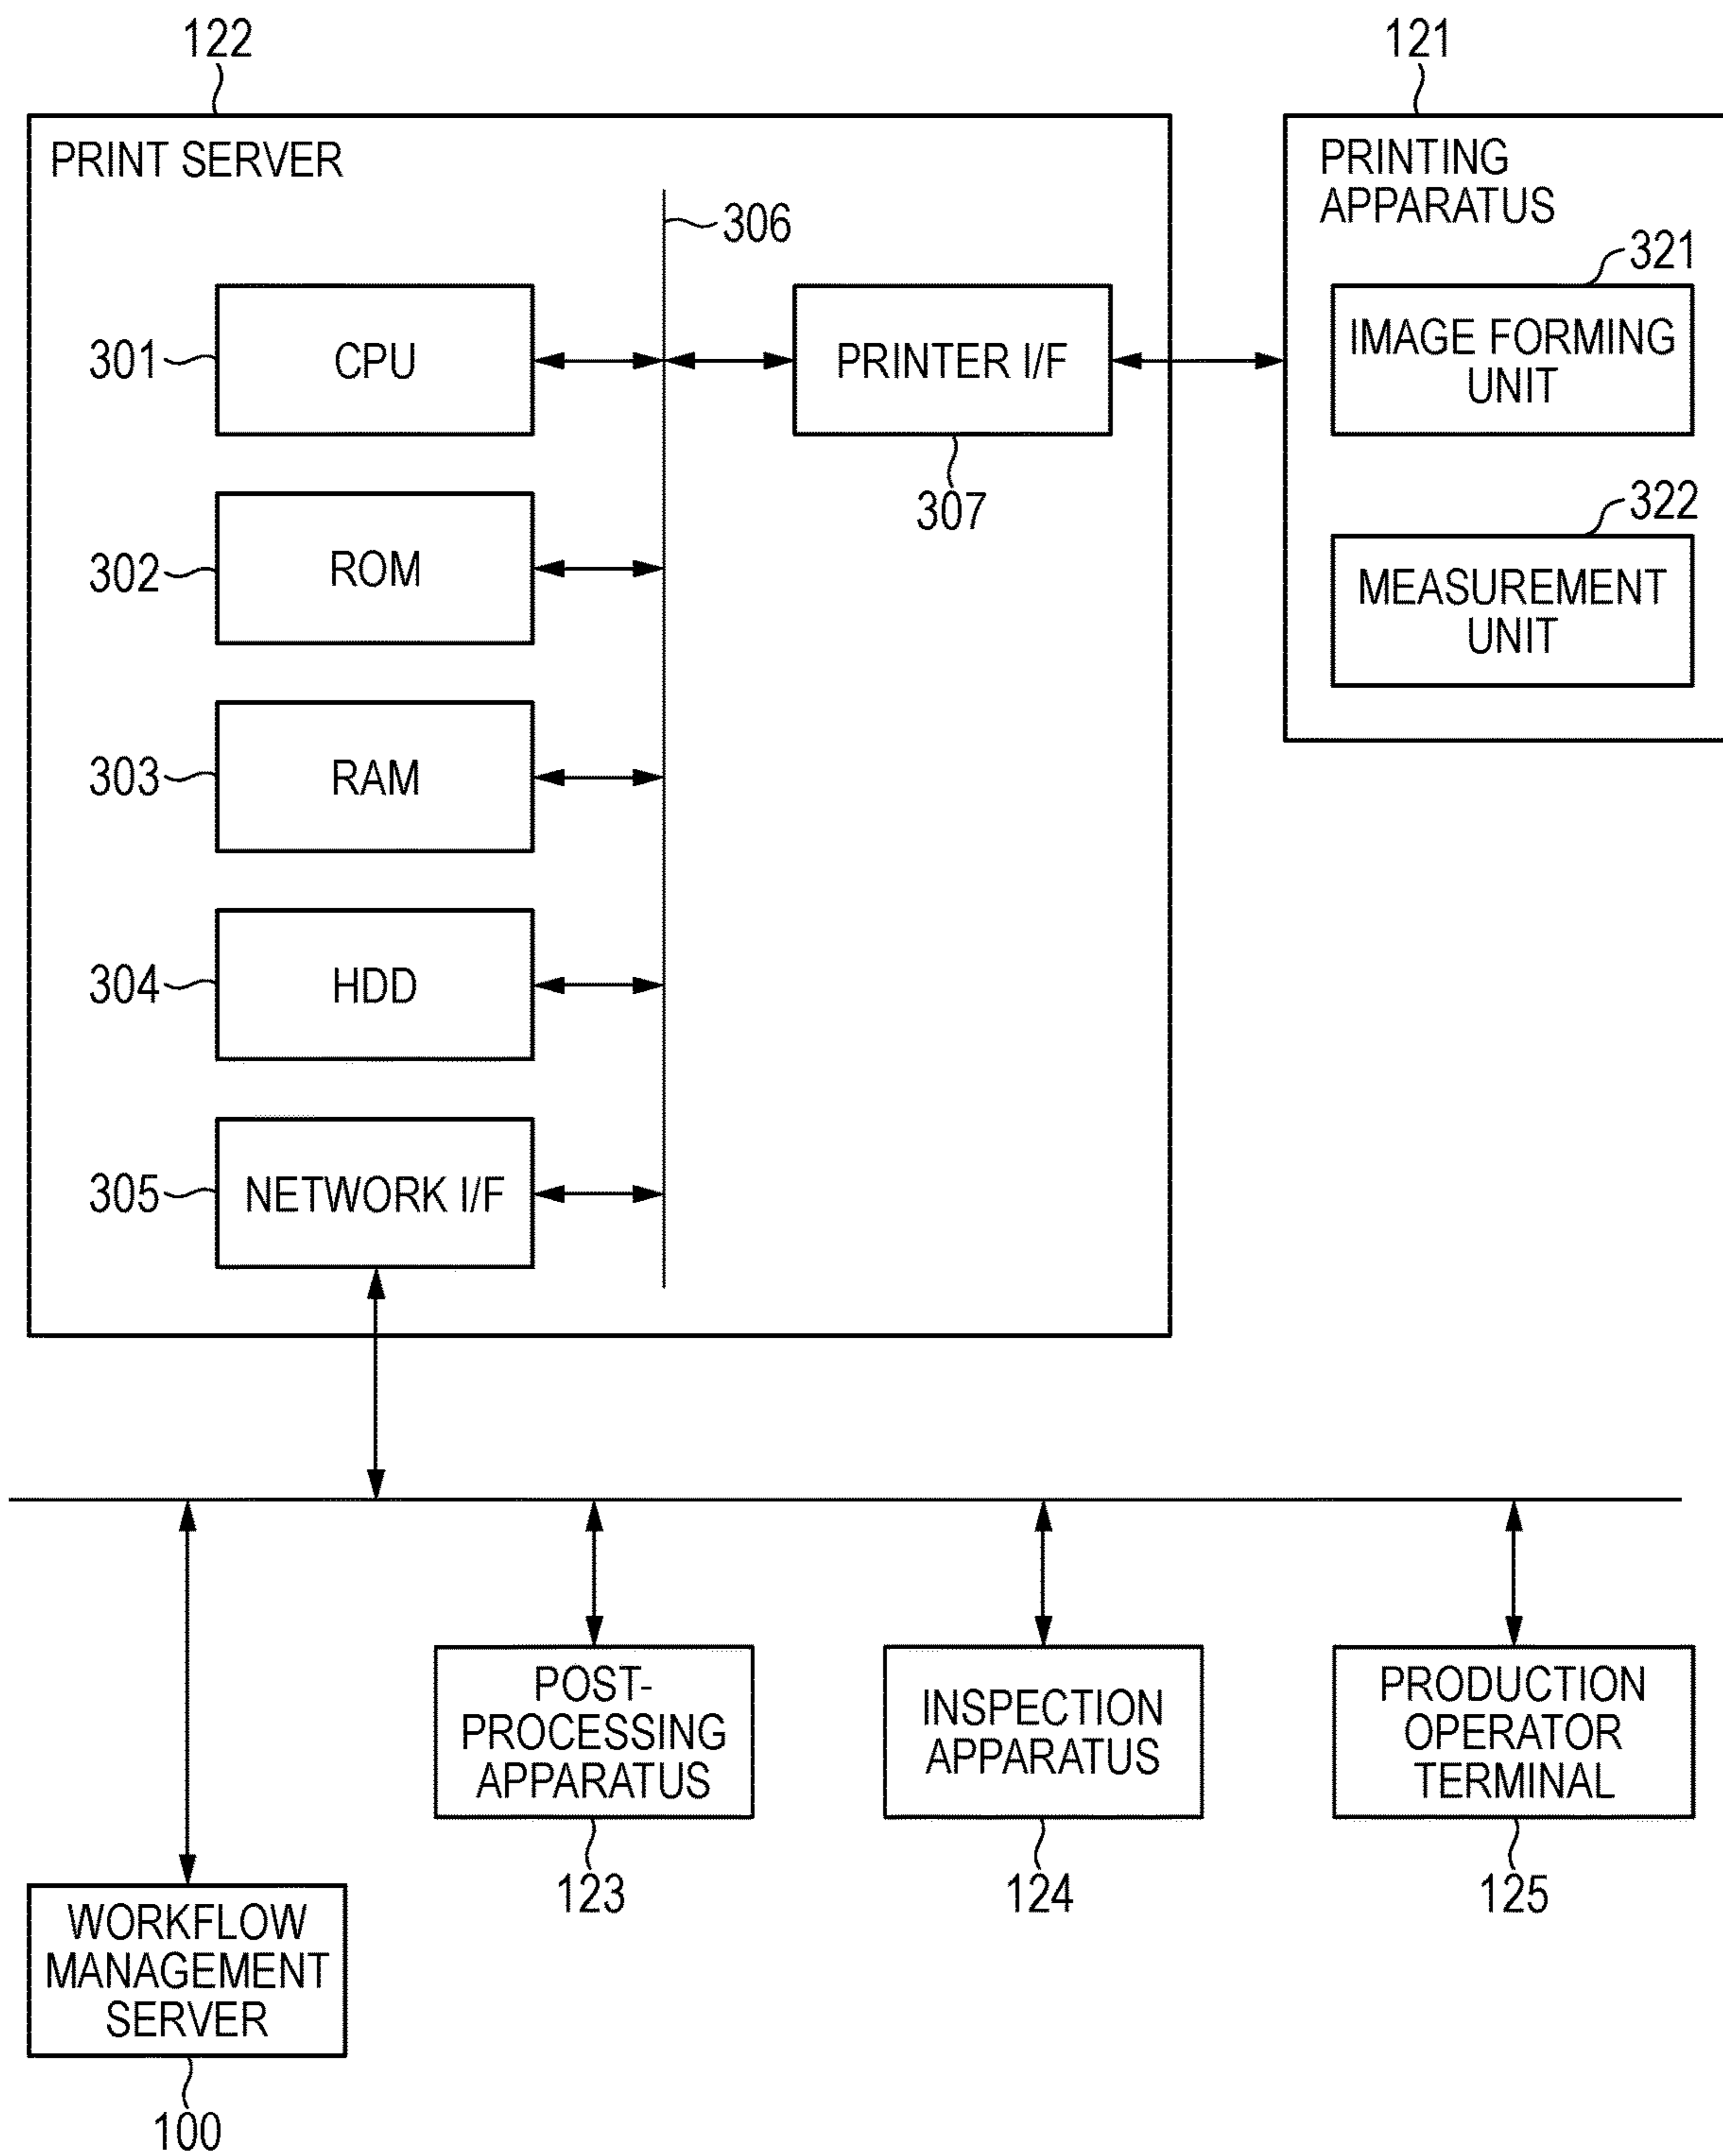 122
121
PRINT SERVER
PRINTING
APPARATUS
306
321
301
CPU
PRINTER I/F
IMAGE FORMING
UNIT
307
322
302
ROM
MEASUREMENT
UNIT
303
RAM
304
HDD
305
NETWORK I/F
POST-
PROCESSING
APPARATUS
INSPECTION
APPARATUS
PRODUCTION
OPERATOR
TERMINAL
123
124
125
WORKFLOW
MANAGEMENT
SERVER
100